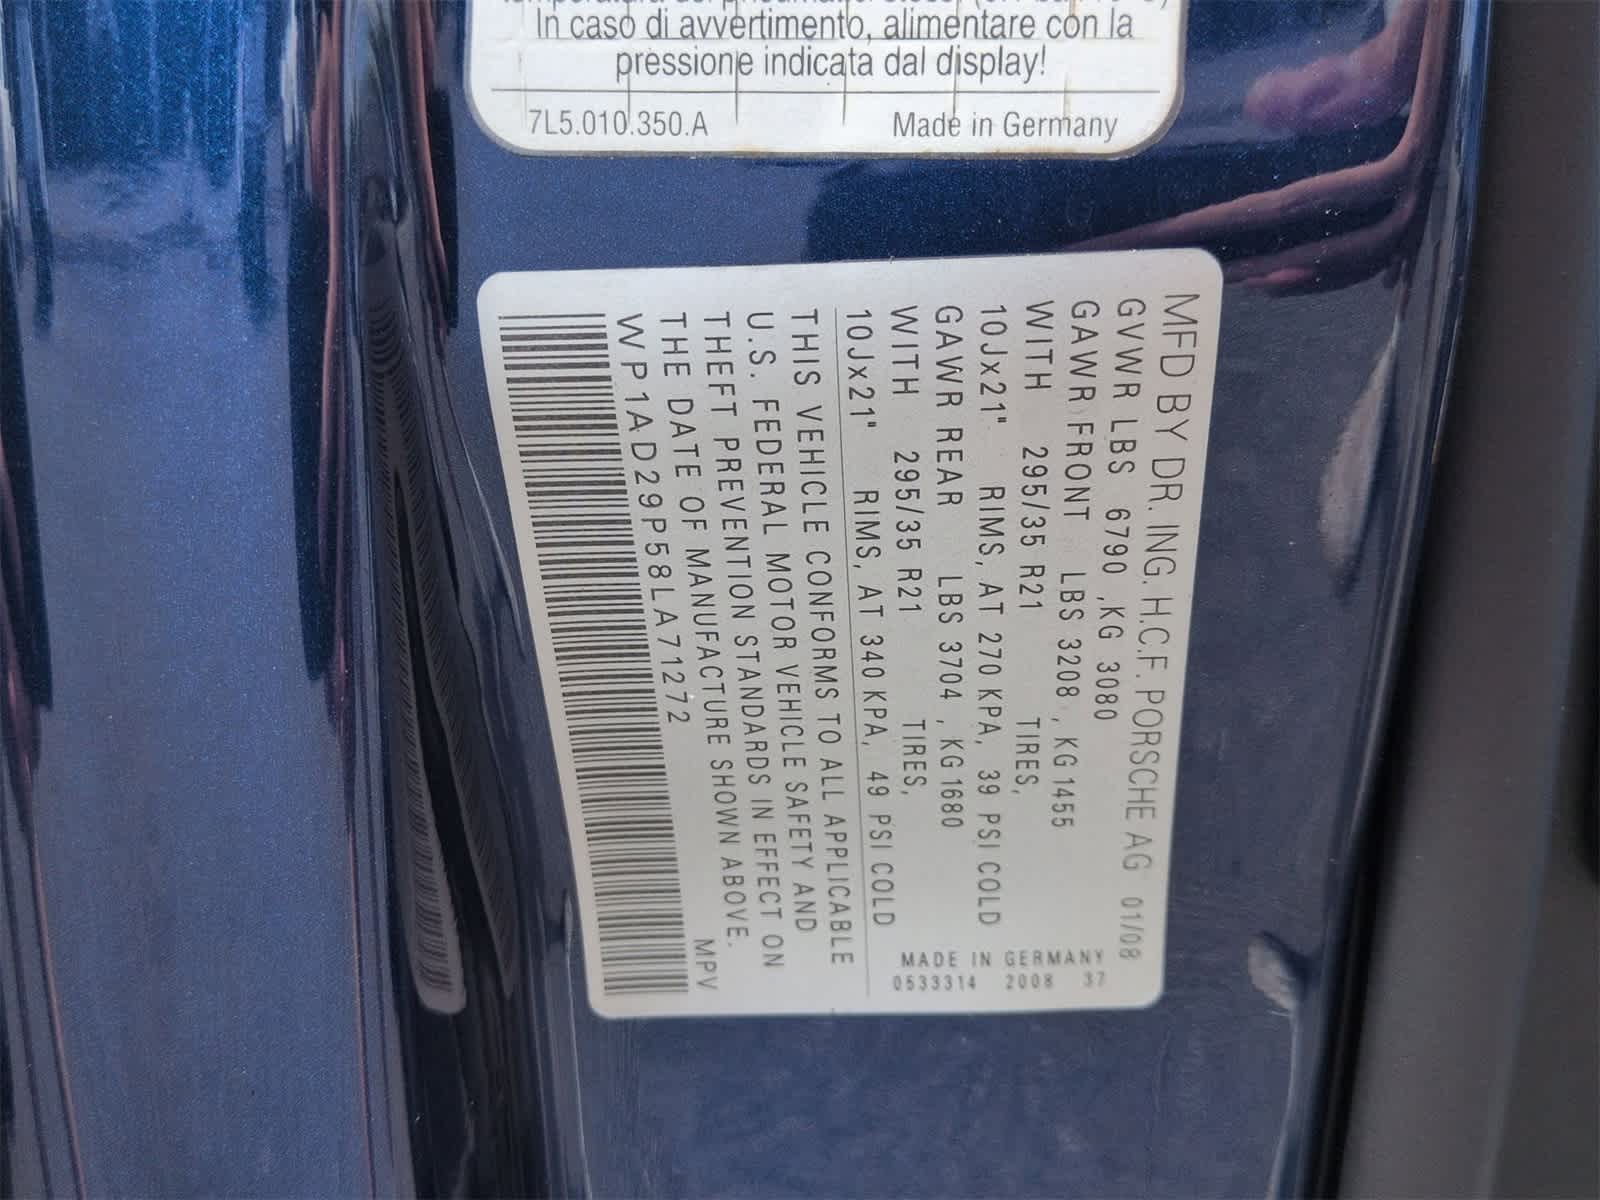 In caso di avvertimento, alimentare con la
pressione indicata dal display!
7L5.010.350.A Made in Germany
MFD BY DR. ING. H.C.F. PORSCHE AG 01/08
GVWR LBS 6790 ,KG 3080
GAWR FRONT LBS 3208 , KG 1455
WITH 295/35 R21 TIRES,
10Jx21" RIMS, AT 270 KPA, 39 PSI COLD
GAWR REAR LBS 3704 , KG 1680
WITH 295/35 R21 TIRES,
10Jx21" RIMS, AT 340 KPA, 49 PSI COLD
MADE IN GERMANY
0533314 2008 37
THIS VEHICLE CONFORMS TO ALL APPLICABLE
U.S. FEDERAL MOTOR VEHICLE SAFETY AND
THEFT PREVENTION STANDARDS IN EFFECT ON
THE DATE OF MANUFACTURE SHOWN ABOVE.
WP1AD29P58LA71272 MPV